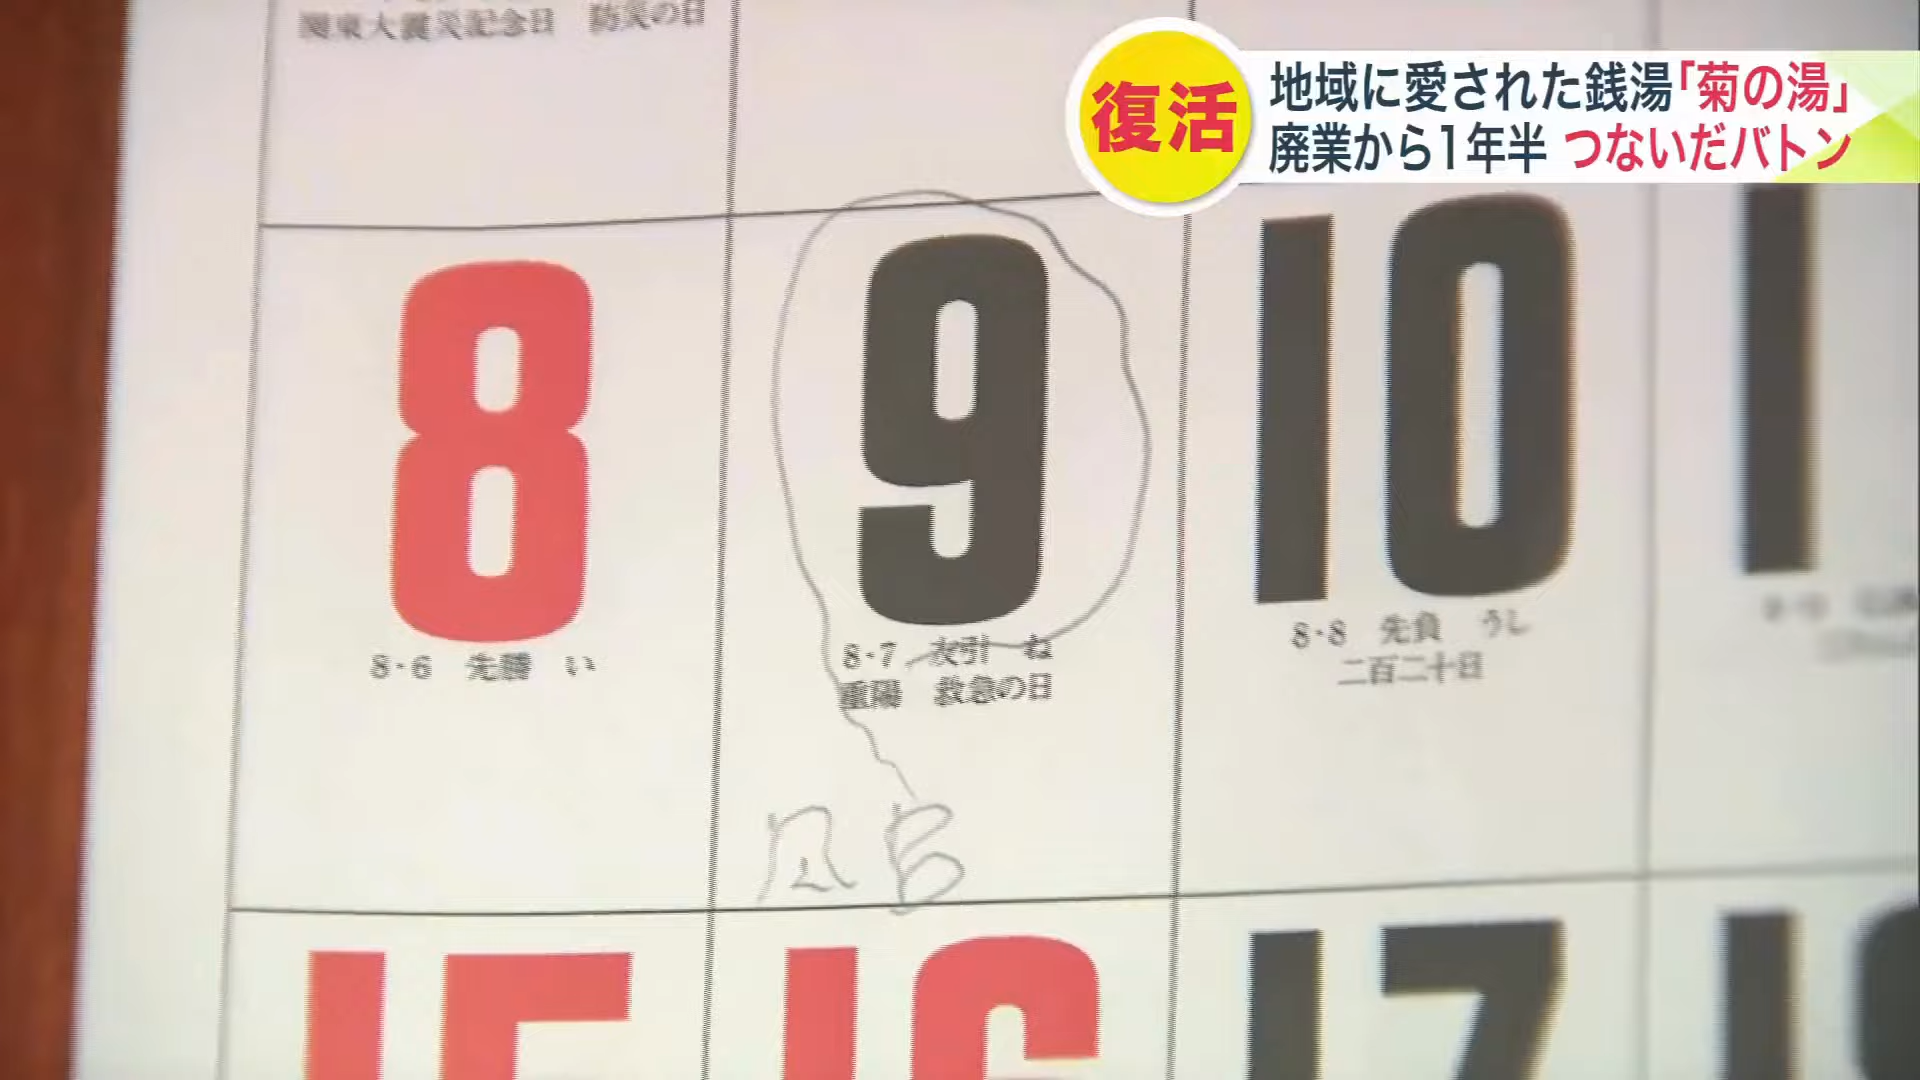 関東大震災記念日 防災の日
復活
地域に愛された銭湯「菊の湯」
廃業から1年半 つないだバトン
8 9 10
8・6 先勝 い
8・7 友引 ね
重陽 救急の日
8・8 先負 うし
二百二十日
15 16 17